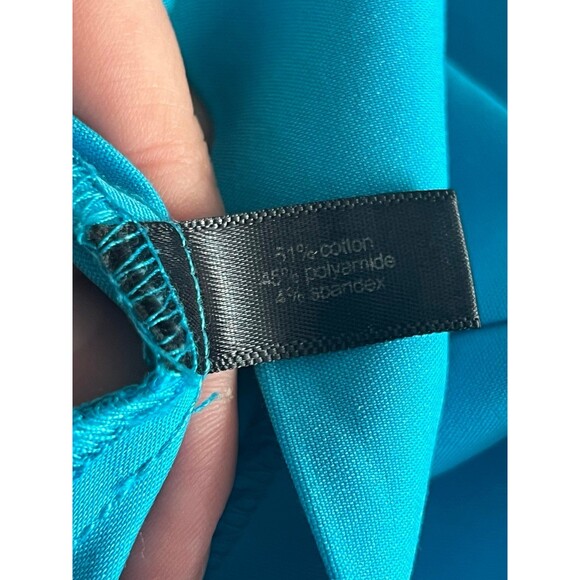 51% cotton
45% polyamide
4% spandex